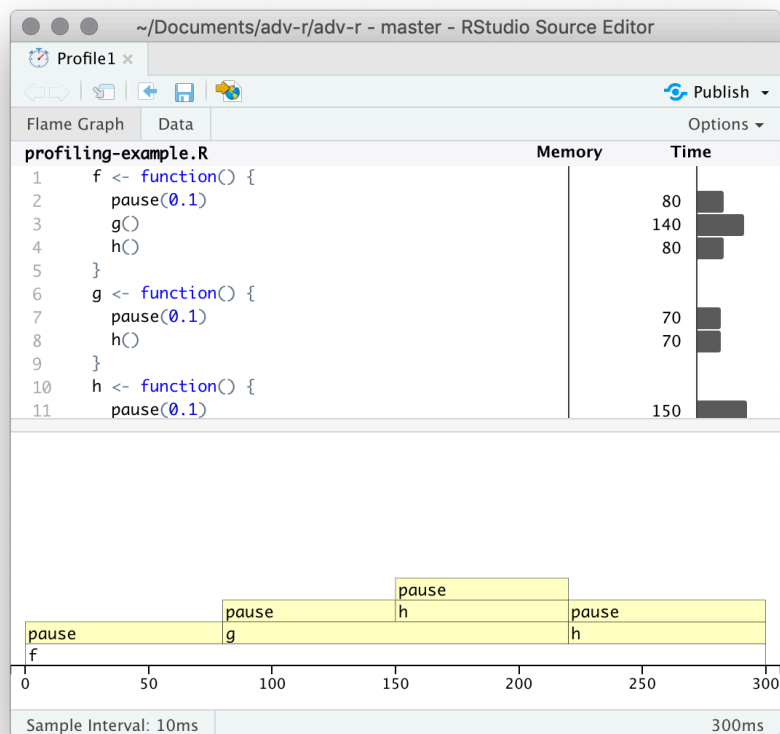 ~/Documents/adv-r/adv-r - master - RStudio Source Editor
Profile1 ×
Publish
Flame Graph Data Options
profiling-example.R Memory Time
1 f <- function() {
2 pause(0.1) 80
3 g() 140
4 h() 80
5 }
6 g <- function() {
7 pause(0.1) 70
8 h() 70
9 }
10 h <- function() {
11 pause(0.1) 150
pause
pause h pause
pause g h
f
0 50 100 150 200 250 300
Sample Interval: 10ms 300ms